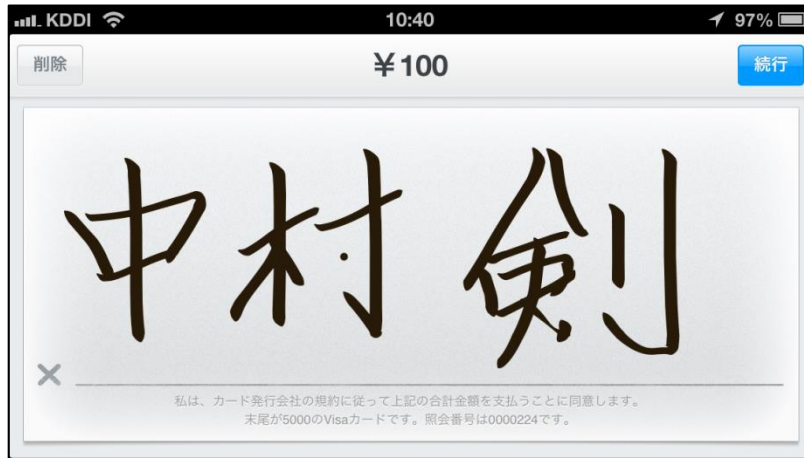 KDDI 10:40 97%
削除 ¥100 続行
中村 剣
×
私は、カード発行会社の規約に従って上記の合計金額を支払うことに同意します。
末尾が5000のVisaカードです。照会番号は0000224です。